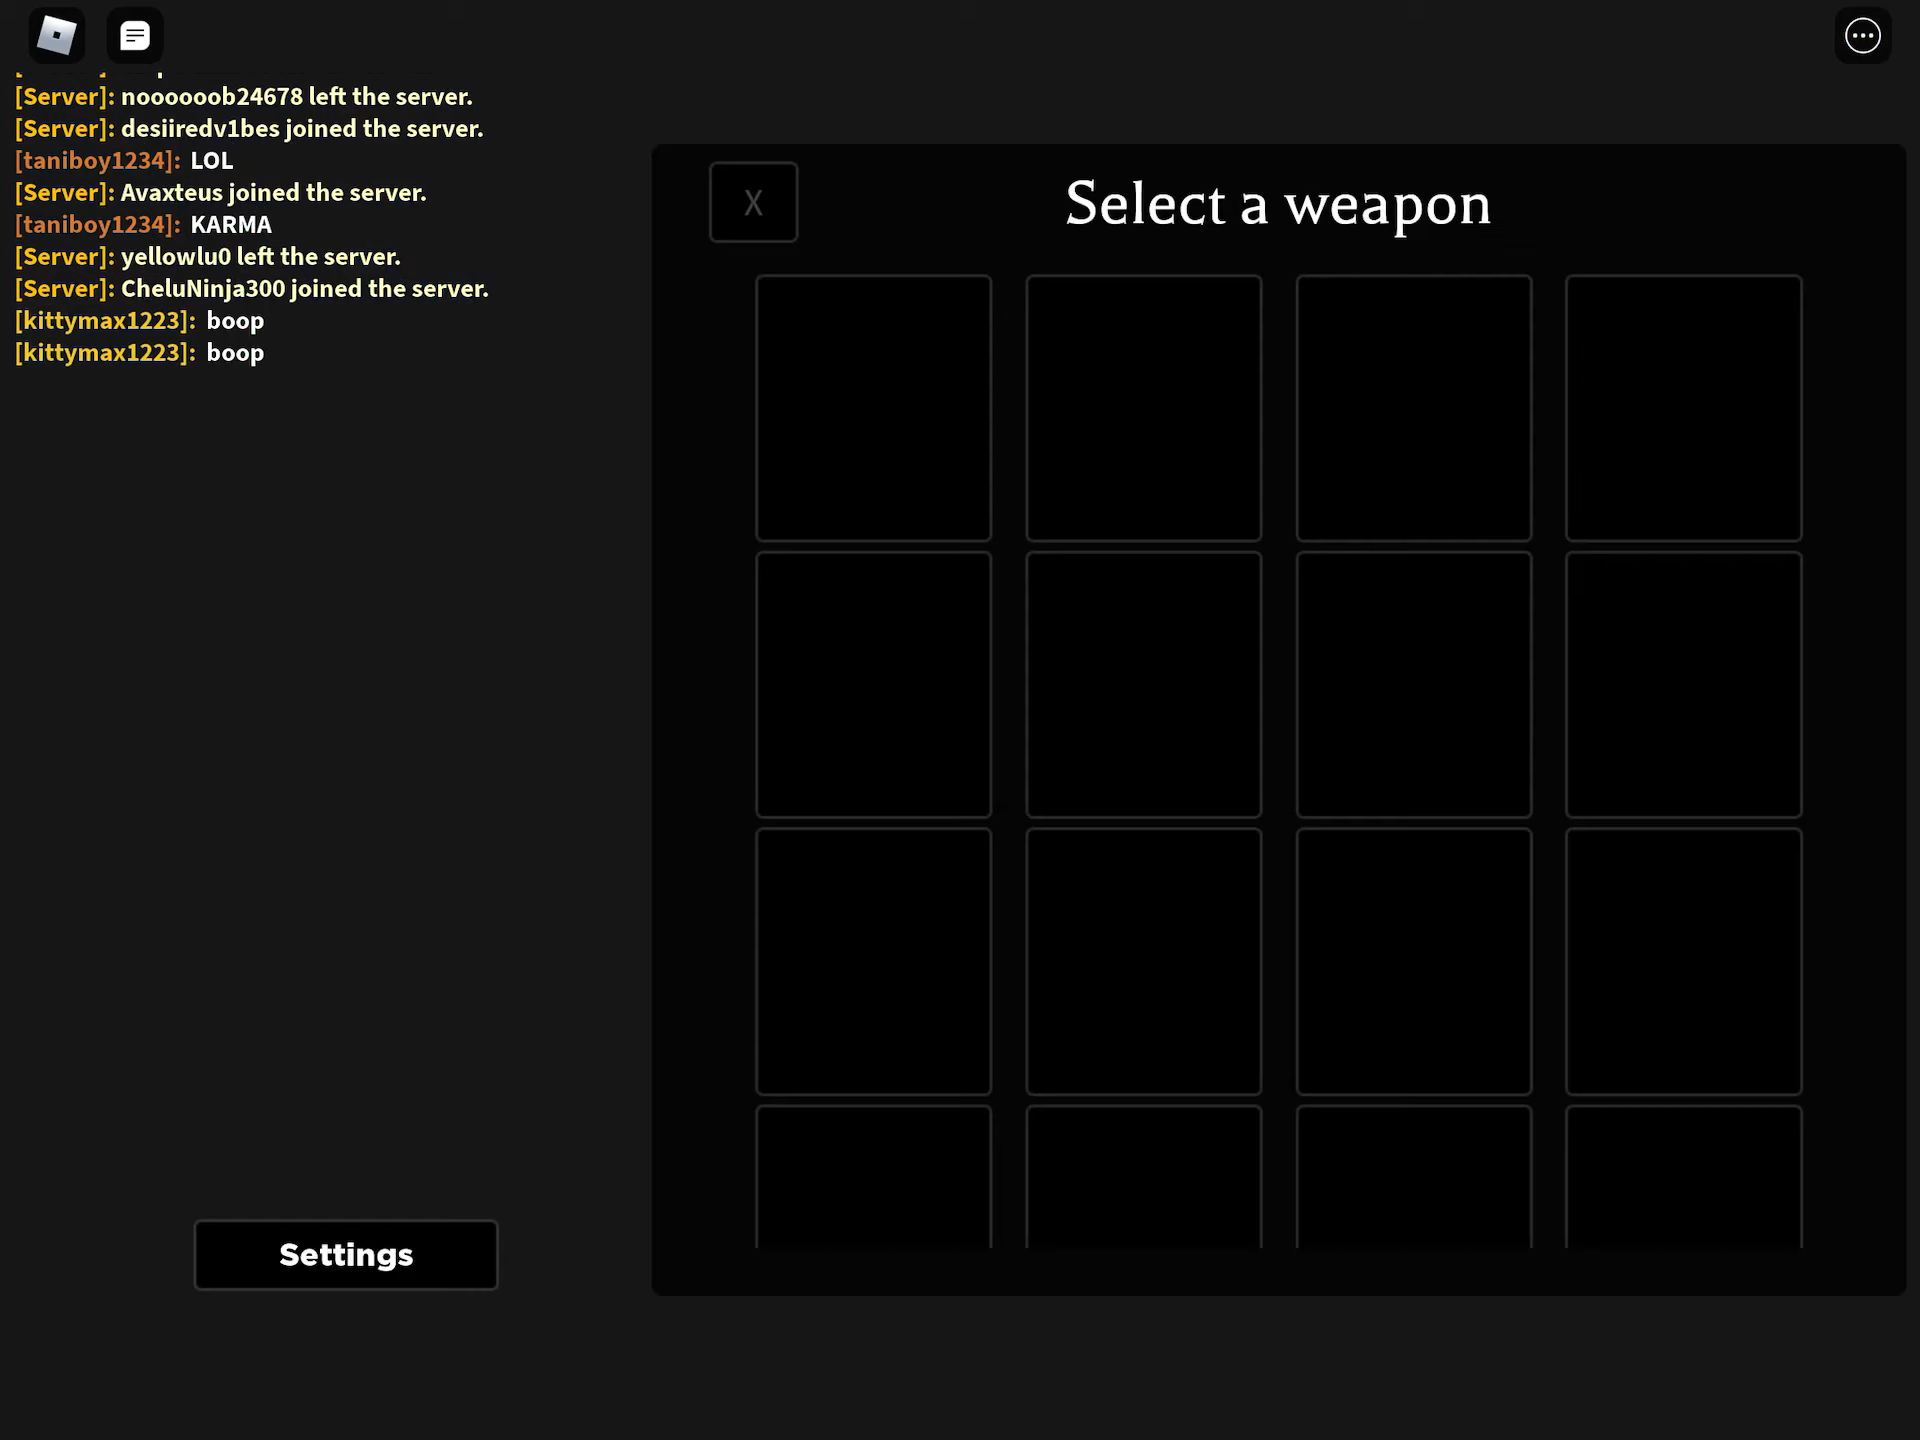 [Server]: noooooob24678 left the server.
[Server]: desiiredv1bes joined the server.
[taniboy1234]: LOL
[Server]: Avaxteus joined the server.
[taniboy1234]: KARMA
[Server]: yellowlu0 left the server.
[Server]: CheluNinja300 joined the server.
[kittymax1223]: boop
[kittymax1223]: boop
X
Select a weapon
Settings